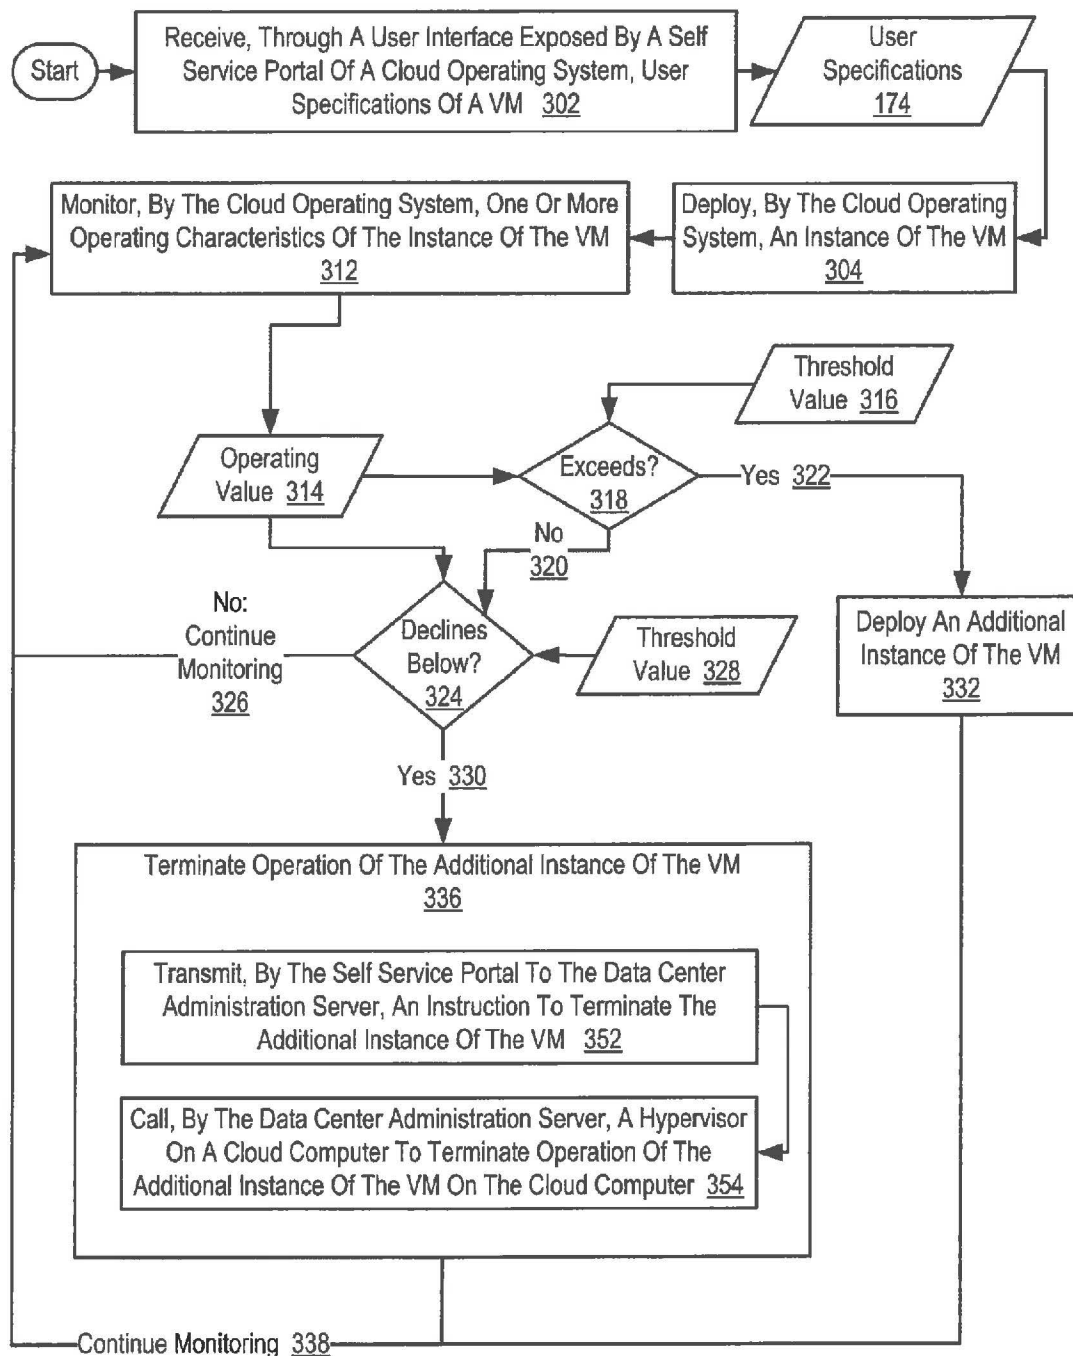 Start
Receive, Through A User Interface Exposed By A Self
Service Portal Of A Cloud Operating System, User
Specifications Of A VM 302
User
Specifications
174
Monitor, By The Cloud Operating System, One Or More
Operating Characteristics Of The Instance Of The VM
312
Deploy, By The Cloud Operating
System, An Instance Of The VM
304
Threshold
Value 316
Operating
Value 314
Exceeds?
318
Yes 322
No
320
No:
Continue
Monitoring
326
Declines
Below?
324
Threshold
Value 328
Deploy An Additional
Instance Of The VM
332
Yes 330
Terminate Operation Of The Additional Instance Of The VM
336
Transmit, By The Self Service Portal To The Data Center
Administration Server, An Instruction To Terminate The
Additional Instance Of The VM 352
Call, By The Data Center Administration Server, A Hypervisor
On A Cloud Computer To Terminate Operation Of The
Additional Instance Of The VM On The Cloud Computer 354
Continue Monitoring 338